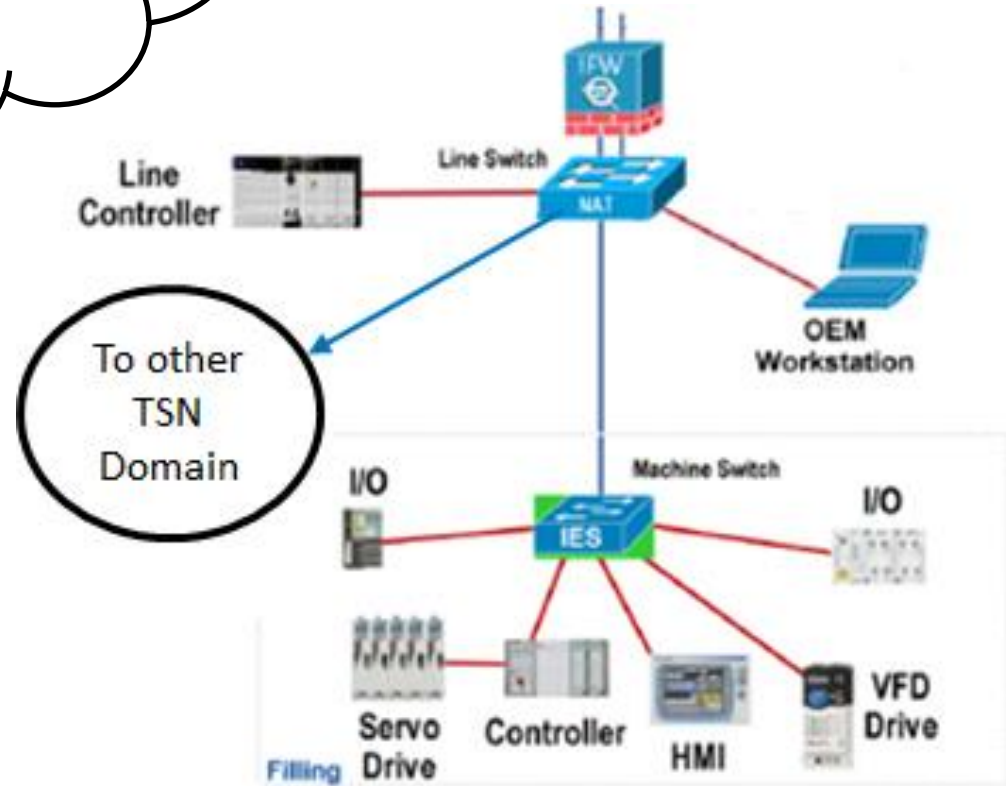 IFW
Line Switch
NAT
Line
Controller
OEM
Workstation
To other
TSN
Domain
Machine Switch
I/O
I/O
IES
Servo
Drive
Controller
HMI
VFD
Drive
Filling